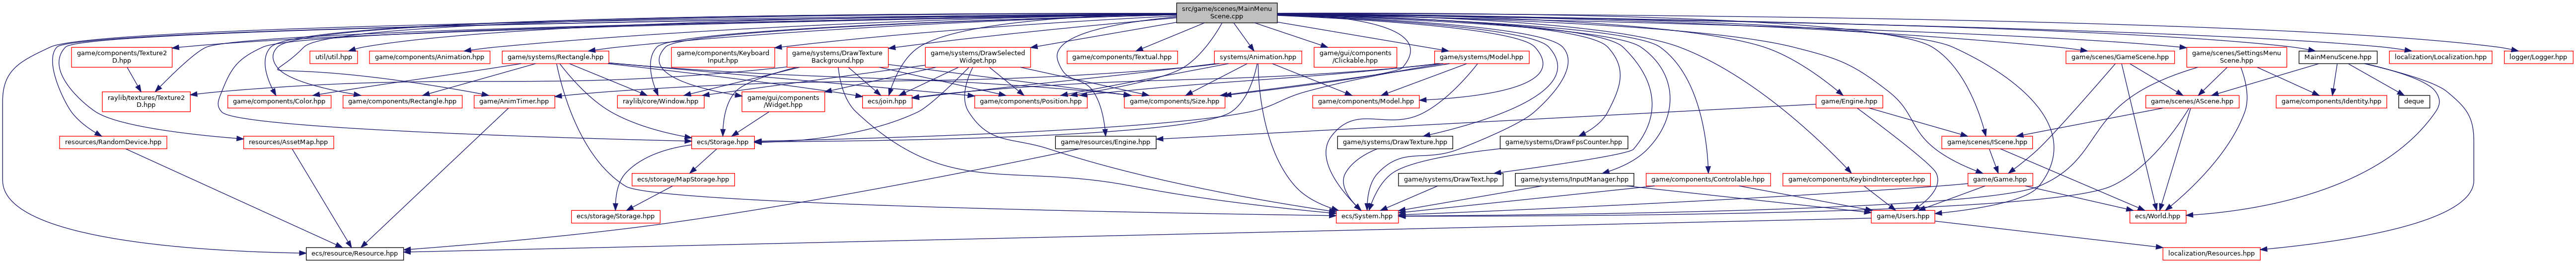 src/game/scenes/MainMenu
Scene.cpp
game/components/Texture2
D.hpp
util/util.hpp
game/components/Animation.hpp
game/systems/Rectangle.hpp
game/components/Keyboard
Input.hpp
game/systems/DrawTexture
Background.hpp
game/systems/DrawSelected
Widget.hpp
game/components/Textual.hpp
systems/Animation.hpp
game/gui/components
/Clickable.hpp
game/systems/Model.hpp
game/scenes/GameScene.hpp
game/scenes/SettingsMenu
Scene.hpp
MainMenuScene.hpp
localization/Localization.hpp
logger/Logger.hpp
raylib/textures/Texture2
D.hpp
game/components/Color.hpp
game/components/Rectangle.hpp
game/AnimTimer.hpp
raylib/core/Window.hpp
game/gui/components
/Widget.hpp
ecs/join.hpp
game/components/Position.hpp
game/components/Size.hpp
game/components/Model.hpp
game/Engine.hpp
game/scenes/AScene.hpp
game/components/Identity.hpp
deque
resources/RandomDevice.hpp
resources/AssetMap.hpp
ecs/Storage.hpp
game/resources/Engine.hpp
game/systems/DrawTexture.hpp
game/systems/DrawFpsCounter.hpp
game/scenes/IScene.hpp
ecs/storage/MapStorage.hpp
game/systems/DrawText.hpp
game/systems/InputManager.hpp
game/components/Controlable.hpp
game/components/KeybindIntercepter.hpp
game/Game.hpp
ecs/storage/Storage.hpp
ecs/System.hpp
game/Users.hpp
ecs/World.hpp
ecs/resource/Resource.hpp
localization/Resources.hpp